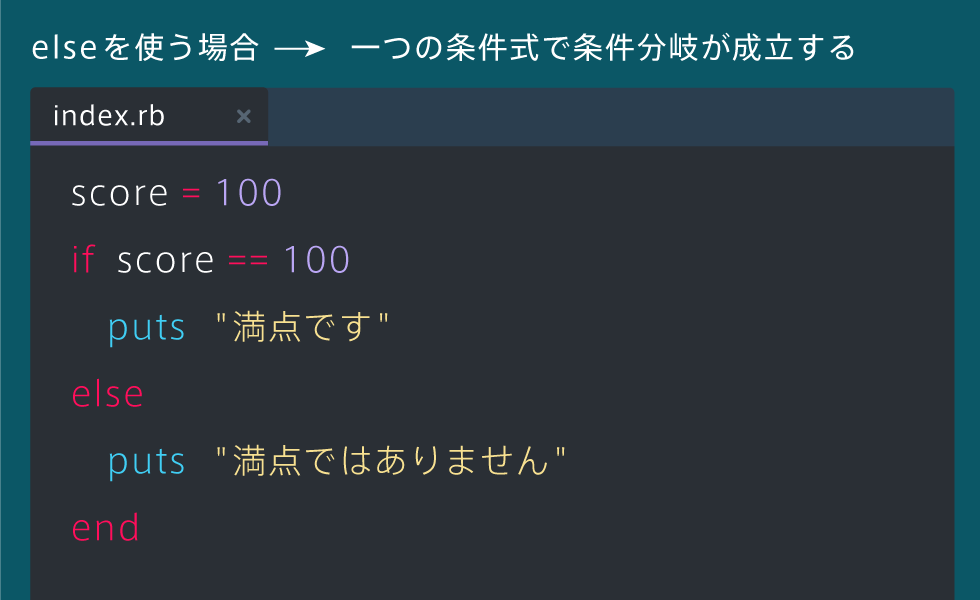 elseを使う場合 → 一つの条件式で条件分岐が成立する
index.rb ×
score = 100
if score == 100
puts "満点です"
else
puts "満点ではありません"
end